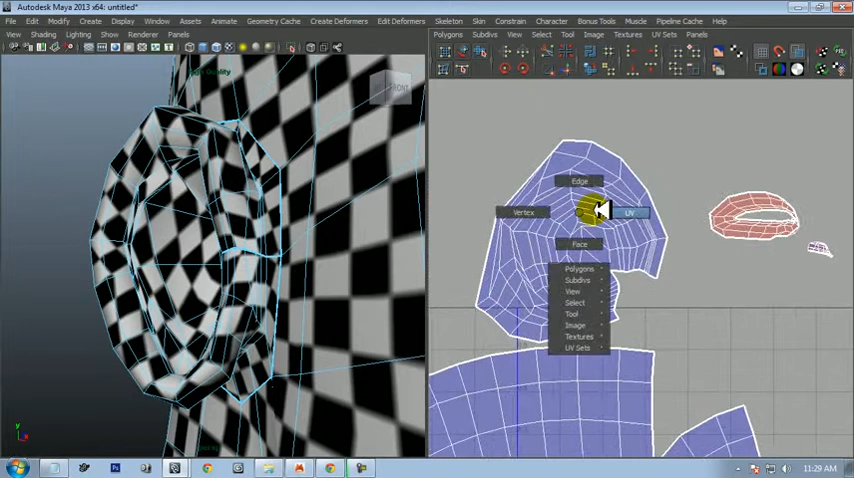 Autodesk Maya 2013 x64: untitled*
File Edit Modify Create Display Window Assets Animate Geometry Cache Create Deformers Edit Deformers Skeleton Skin Constrain Character Bonus Tools Muscle Pipeline Cache Help
View Shading Lighting Show Renderer Panels
Polygons Subdivs View Select Tool Image Textures UV Sets Panels
Quality
FRONT
Edge
Vertex
UV
Face
Polygons
Subdivs
View
Select
Tool
Image
Textures
UV Sets
y
x
11:29 AM